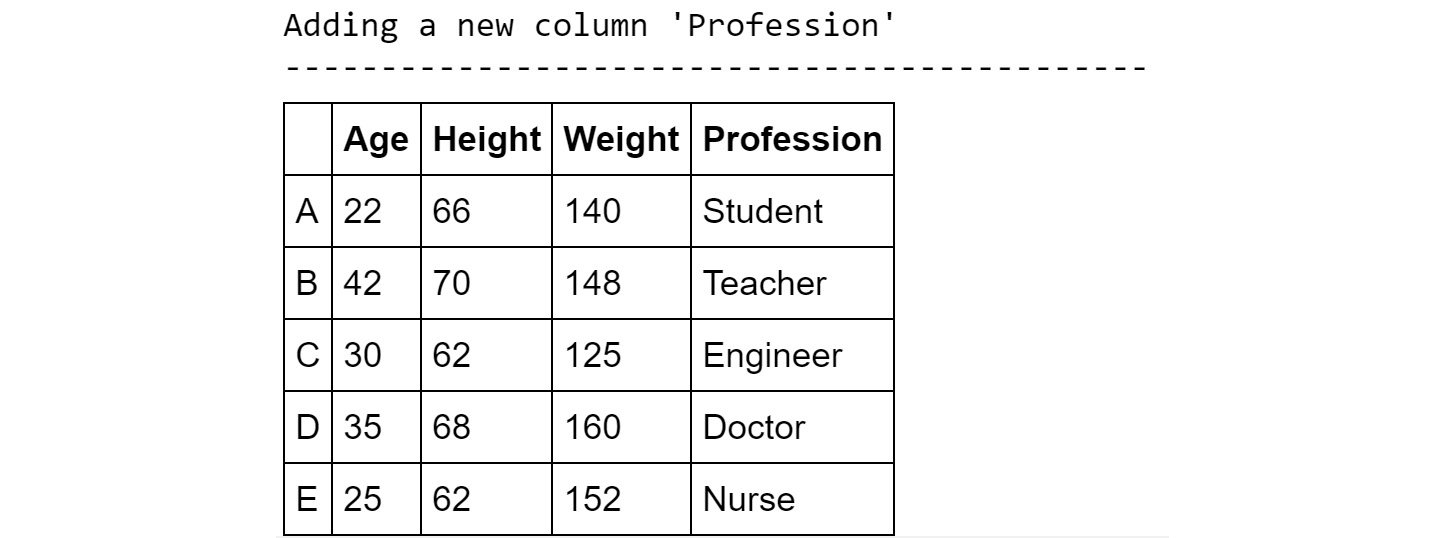 Adding a new column 'Profession'
---------------------------------------------
Age Height Weight Profession
A 22 66 140 Student
B 42 70 148 Teacher
C 30 62 125 Engineer
D 35 68 160 Doctor
E 25 62 152 Nurse